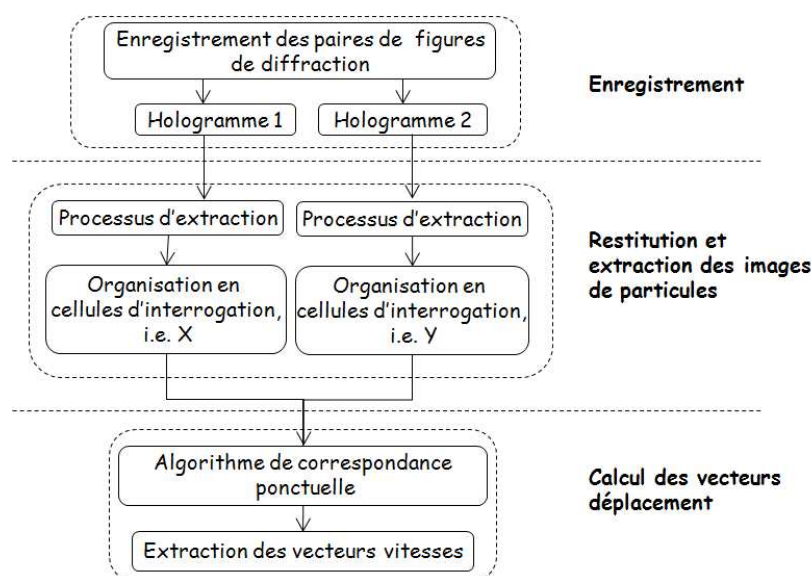 Enregistrement des paires de figures
de diffraction
Enregistrement
Hologramme 1
Hologramme 2
Processus d'extraction
Processus d'extraction
Restitution et
extraction des images
de particules
Organisation en
cellules d'interrogation,
i.e. X
Organisation en
cellules d'interrogation,
i.e. Y
Algorithme de correspondance
ponctuelle
Calcul des vecteurs
déplacement
Extraction des vecteurs vitesses